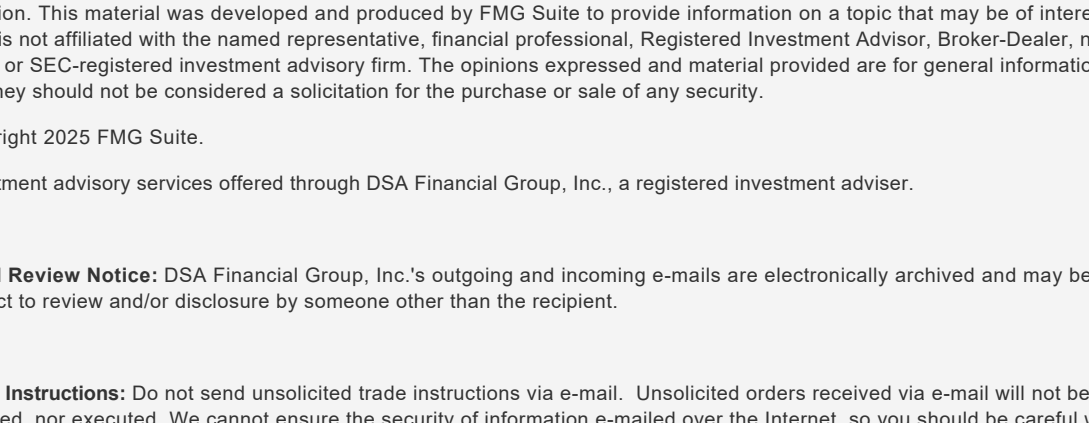 ion. This material was developed and produced by FMG Suite to provide information on a topic that may be of intere
is not affiliated with the named representative, financial professional, Registered Investment Advisor, Broker-Dealer, n
or SEC-registered investment advisory firm. The opinions expressed and material provided are for general informatio
hey should not be considered a solicitation for the purchase or sale of any security.
right 2025 FMG Suite.
tment advisory services offered through DSA Financial Group, Inc., a registered investment adviser.
Review Notice: DSA Financial Group, Inc.'s outgoing and incoming e-mails are electronically archived and may be
ct to review and/or disclosure by someone other than the recipient.
Instructions: Do not send unsolicited trade instructions via e-mail.  Unsolicited orders received via e-mail will not be
ed, nor executed. We cannot ensure the security of information e-mailed over the Internet, so you should be careful w